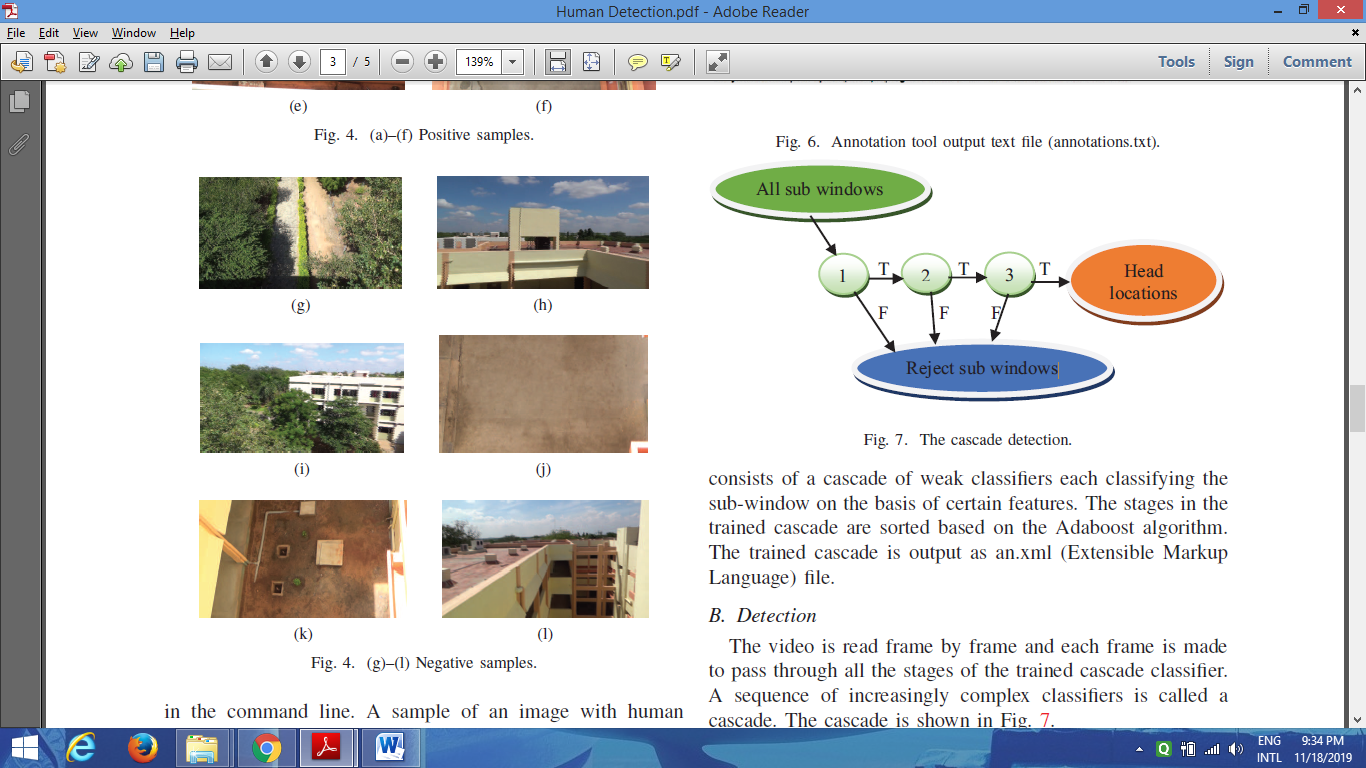 Human Detection.pdf - Adobe Reader
File Edit View Window Help
3 / 5 139% Tools Sign Comment
(e) (f)
Fig. 4. (a)–(f) Positive samples.
(g) (h)
(i) (j)
(k) (l)
Fig. 4. (g)–(l) Negative samples.
in the command line. A sample of an image with human
Fig. 6. Annotation tool output text file (annotations.txt).
All sub windows
1 T 2 T 3 T Head
locations
F F F
Reject sub windows
Fig. 7. The cascade detection.
consists of a cascade of weak classifiers each classifying the
sub-window on the basis of certain features. The stages in the
trained cascade are sorted based on the Adaboost algorithm.
The trained cascade is output as an.xml (Extensible Markup
Language) file.
B. Detection
The video is read frame by frame and each frame is made
to pass through all the stages of the trained cascade classifier.
A sequence of increasingly complex classifiers is called a
cascade. The cascade is shown in Fig. 7.
ENG 9:34 PM
INTL 11/18/2019